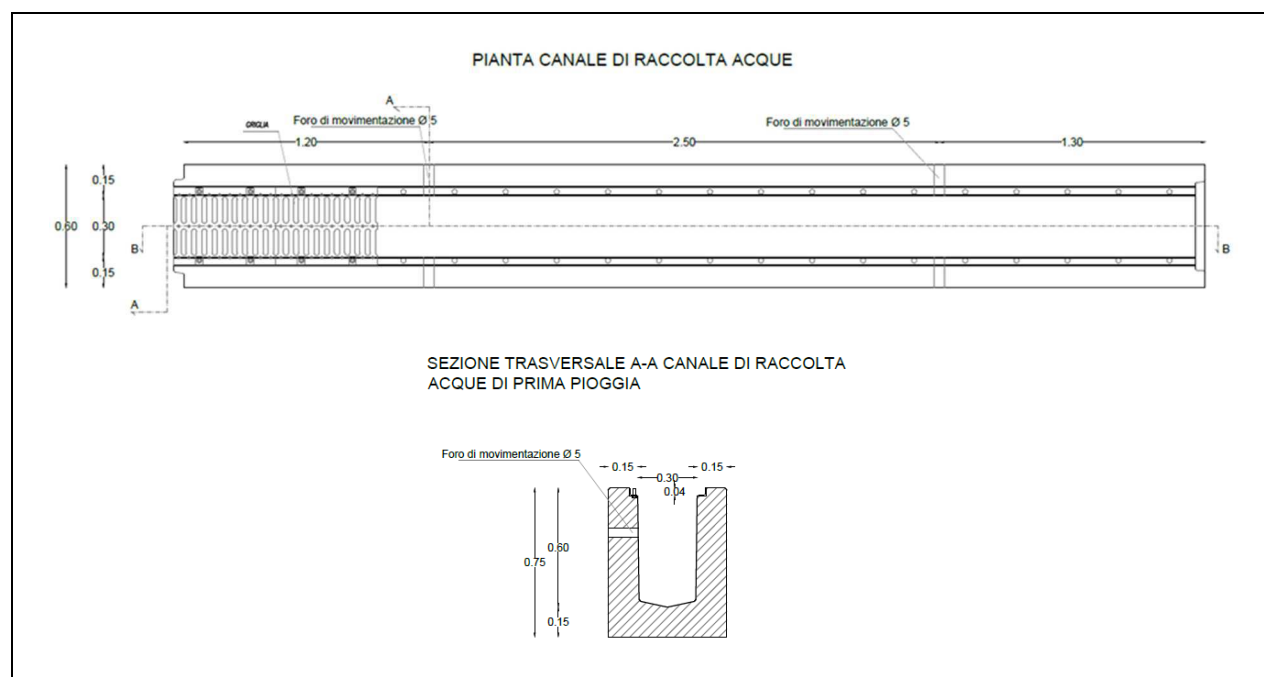 PIANTA CANALE DI RACCOLTA ACQUE
A
GRIGLIA
Foro di movimentazione Ø 5
Foro di movimentazione Ø 5
1.20
2.50
1.30
0.15
0.60
0.30
0.15
B
B
A
SEZIONE TRASVERSALE A-A CANALE DI RACCOLTA
ACQUE DI PRIMA PIOGGIA
Foro di movimentazione Ø 5
0.15
0.15
0.30
0.04
0.60
0.75
0.15